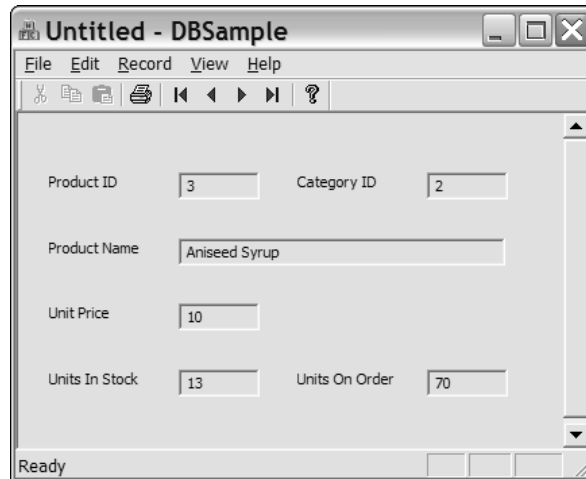 Untitled - DBSample
File Edit Record View Help
Product ID 3 Category ID 2
Product Name Aniseed Syrup
Unit Price 10
Units In Stock 13 Units On Order 70
Ready